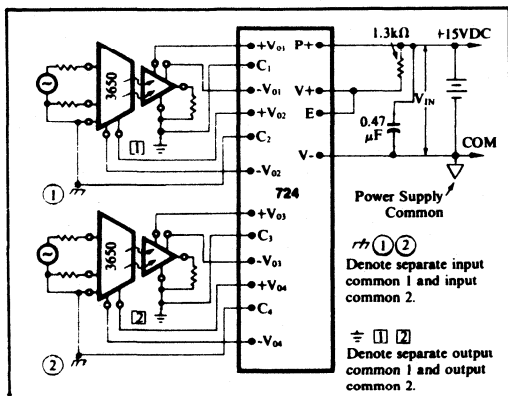 1.3kΩ
+15VDC
+V₀₁
P+
C₁
3650
-V₀₁
V+
V_IN
+V₀₂
E
0.47
μF
1
C₂
V-
COM
-V₀₂
1
724
Power Supply
Common
+V₀₃
C₃
1 2
3650
-V₀₃
Denote separate input
common 1 and input
common 2.
+V₀₄
2
C₄
1 2
-V₀₄
2
Denote separate output
common 1 and output
common 2.